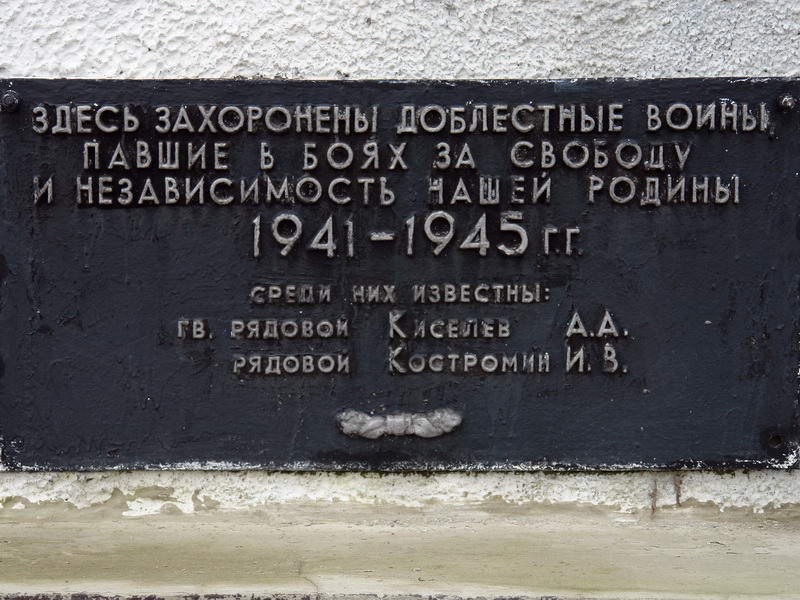 ЗДЕСЬ ЗАХОРОНЕНЫ ДОБЛЕСТНЫЕ ВОИНЫ,
ПАВШИЕ В БОЯХ ЗА СВОБОДУ
И НЕЗАВИСИМОСТЬ НАШЕЙ РОДИНЫ
1941-1945 г.г.
СРЕДИ НИХ ИЗВЕСТНЫ:
ГВ. РЯДОВОЙ КИСЕЛЕВ А.А.
РЯДОВОЙ КОСТРОМИН И.В.